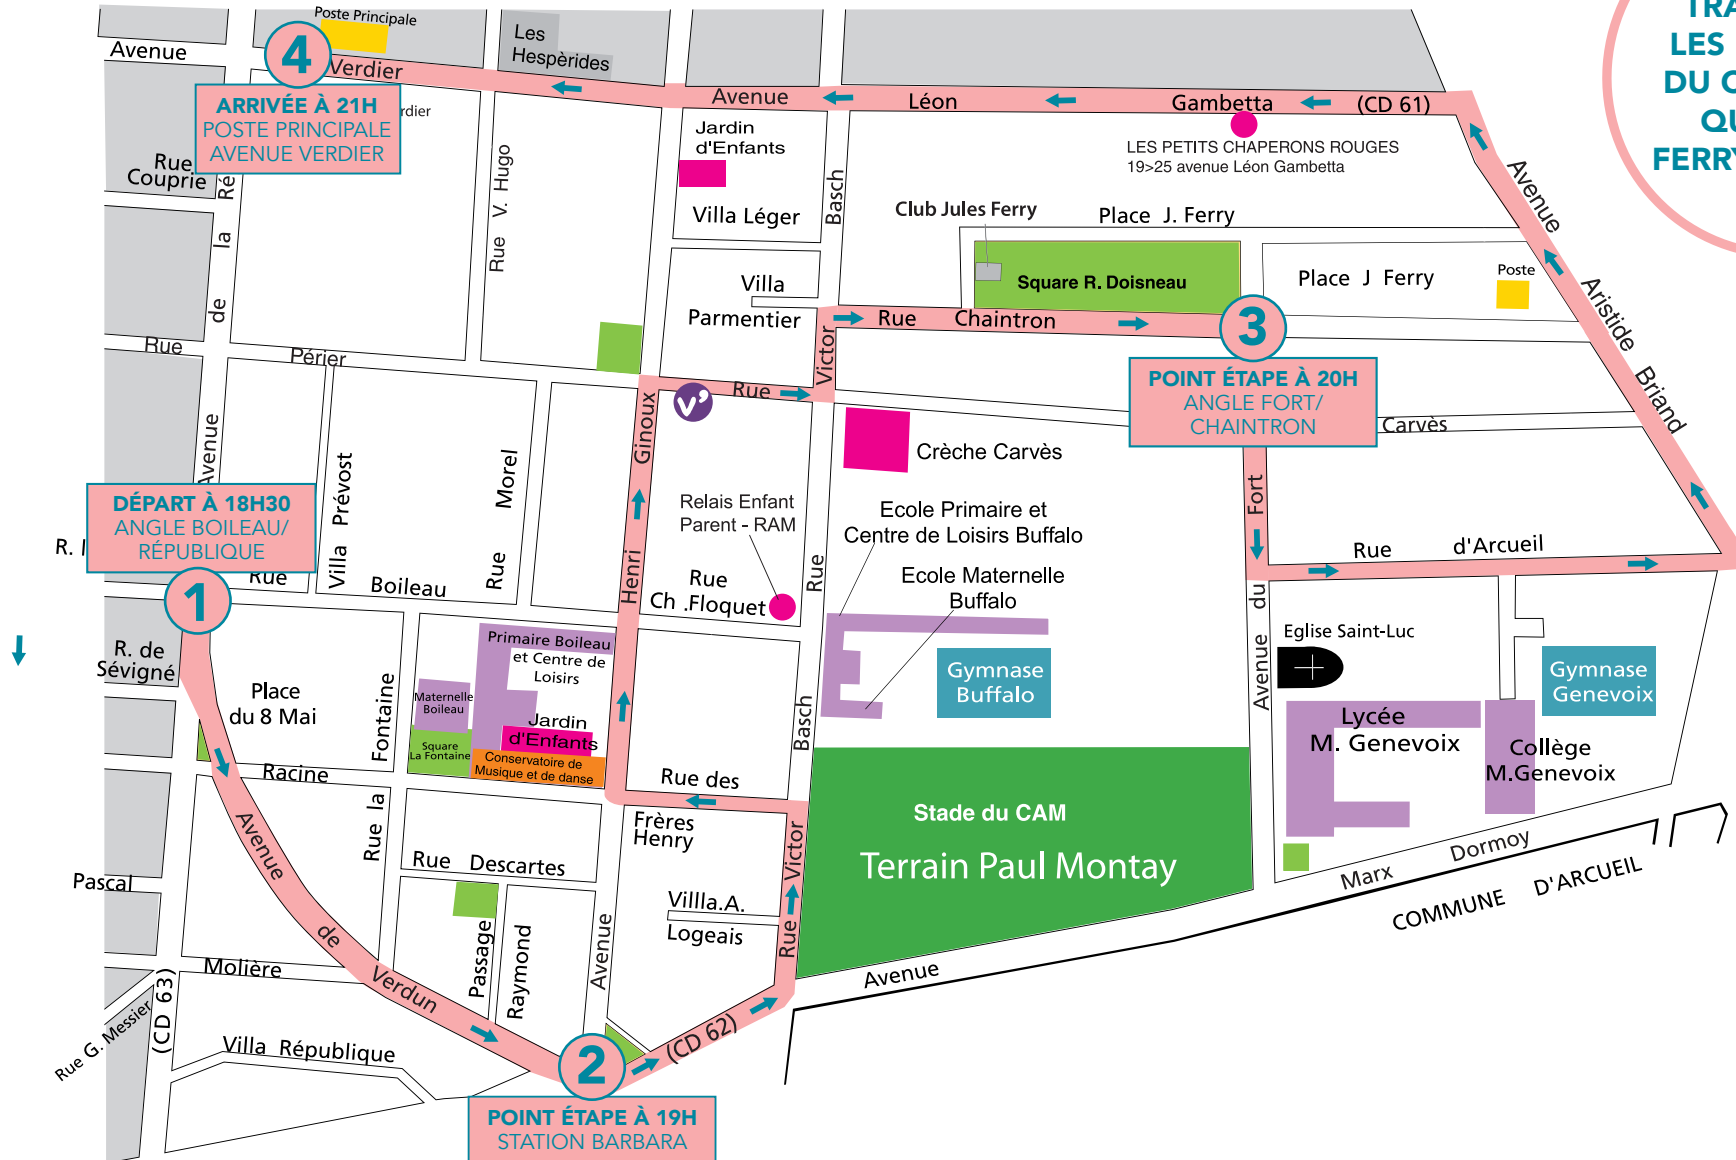 Poste Principale
Les
Hespèrides
Avenue
4
Verdier
ARRIVÉE À 21H
POSTE PRINCIPALE
AVENUE VERDIER
rdier
Avenue
Léon
Gambetta
(CD 61)
LES
DU
FERRY
LES PETITS CHAPERONS ROUGES
19>25 avenue Léon Gambetta
Jardin
d'Enfants
Rue
Couprie
Villa Léger
Basch
Club Jules Ferry
Place J. Ferry
Square R. Doisneau
Place J Ferry
Poste
Avenue
Aristide
Briand
Rue V. Hugo
Avenue
de
la
Ré
Villa
Parmentier
Rue Chaintron
3
POINT ÉTAPE À 20H
ANGLE FORT/
CHAINTRON
Rue
Périer
Rue
Victor
V'
Carvès
Crèche Carvès
Henri
Ginoux
Villa Prévost
Rue Morel
Relais Enfant
Parent - RAM
Ecole Primaire et
Centre de Loisirs Buffalo
Ecole Maternelle
Buffalo
DÉPART À 18H30
ANGLE BOILEAU/
RÉPUBLIQUE
R.
1
Rue
Boileau
Rue
Ch .Floquet
Rue
Basch
Avenue du Fort
Rue d'Arcueil
Eglise Saint-Luc
Gymnase
Buffalo
Gymnase
Genevoix
Lycée
M. Genevoix
Collège
M.Genevoix
R. de
Sévigné
Place
du 8 Mai
Primaire Boileau
et Centre de
Loisirs
Maternelle
Boileau
Square
La Fontaine
Jardin
d'Enfants
Conservatoire de
Musique et de danse
Racine
Rue la
Fontaine
Rue des
Frères
Henry
Rue Descartes
Stade du CAM
Terrain Paul Montay
Villla.A.
Logeais
Rue
Victor
Pascal
Avenue
de
Verdun
Molière
Passage
Raymond
Avenue
(CD 62)
(CD 63)
Rue G. Messier
Villa République
2
POINT ÉTAPE À 19H
STATION BARBARA
Avenue
Marx
Dormoy
COMMUNE D'ARCUEIL